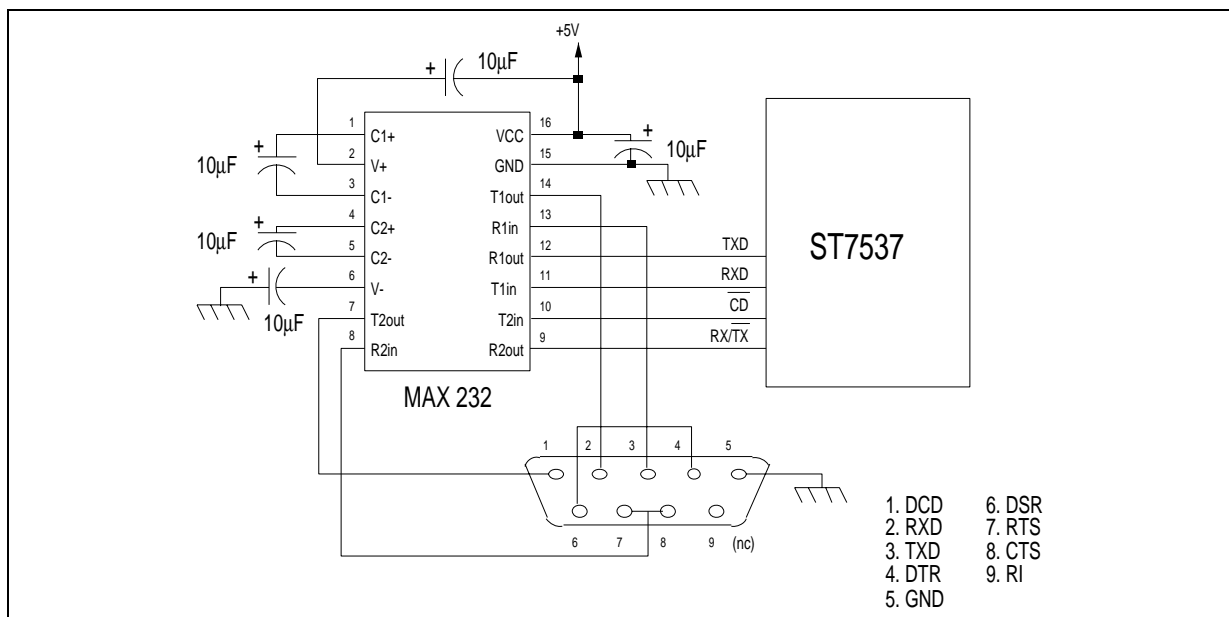 +5V
+ 10µF
1 C1+ VCC 16
+ 10µF
2 V+ GND 15
+ 10µF
3 C1- T1out 14
4 C2+ R1in 13
+ 10µF
5 C2- R1out 12 TXD
6 V- T1in 11 RXD
+ 10µF
7 T2out T2in 10 CD
8 R2in R2out 9 RX/TX
MAX 232
ST7537
1 2 3 4 5
6 7 8 9 (nc)
1. DCD 6. DSR
2. RXD 7. RTS
3. TXD 8. CTS
4. DTR 9. RI
5. GND